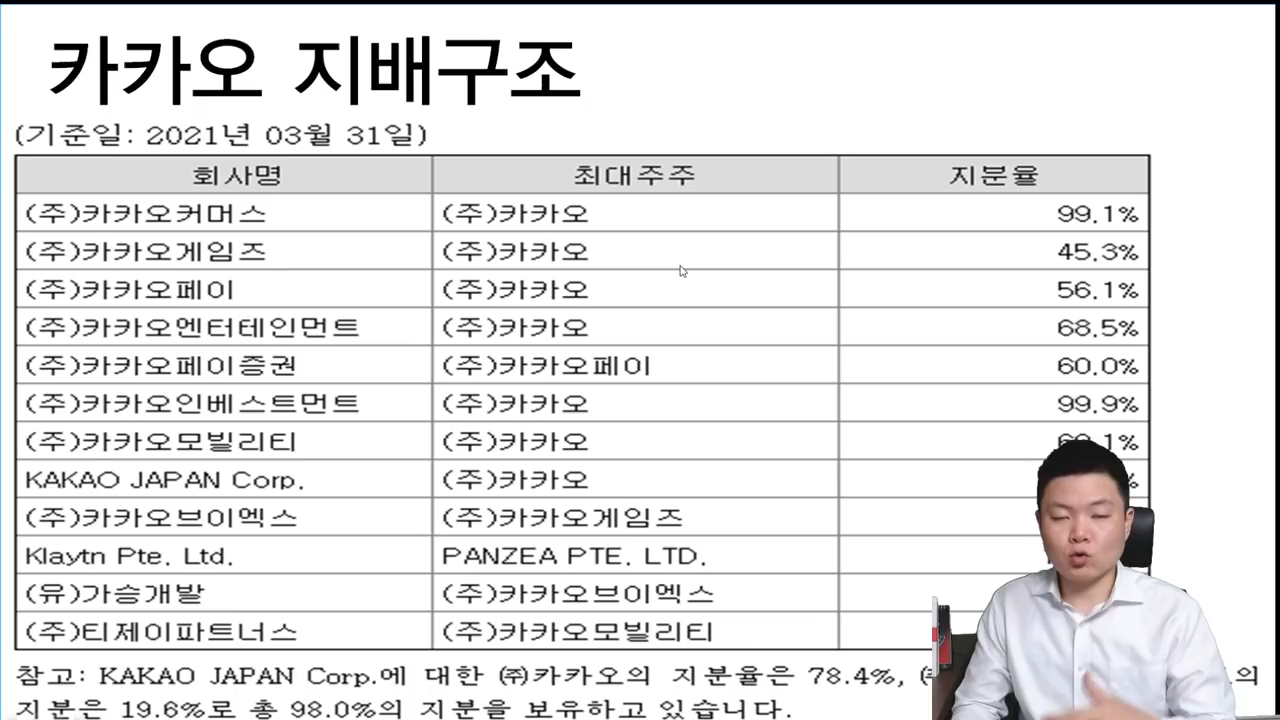 카카오 지배구조
(기준일: 2021년 03월 31일)
회사명 최대주주 지분율
(주)카카오커머스 (주)카카오 99.1%
(주)카카오게임즈 (주)카카오 45.3%
(주)카카오페이 (주)카카오 56.1%
(주)카카오엔터테인먼트 (주)카카오 68.5%
(주)카카오페이증권 (주)카카오페이 60.0%
(주)카카오인베스트먼트 (주)카카오 99.9%
(주)카카오모빌리티 (주)카카오
KAKAO JAPAN Corp. (주)카카오
(주)카카오브이엑스 (주)카카오게임즈
Klaytn Pte. Ltd. PANZEA PTE. LTD.
(유)가승개발 (주)카카오브이엑스
(주)티제이파트너스 (주)카카오모빌리티
참고: KAKAO JAPAN Corp.에 대한 ㈜카카오의 지분율은 78.4%, 의
지분은 19.6%로 총 98.0%의 지분을 보유하고 있습니다.